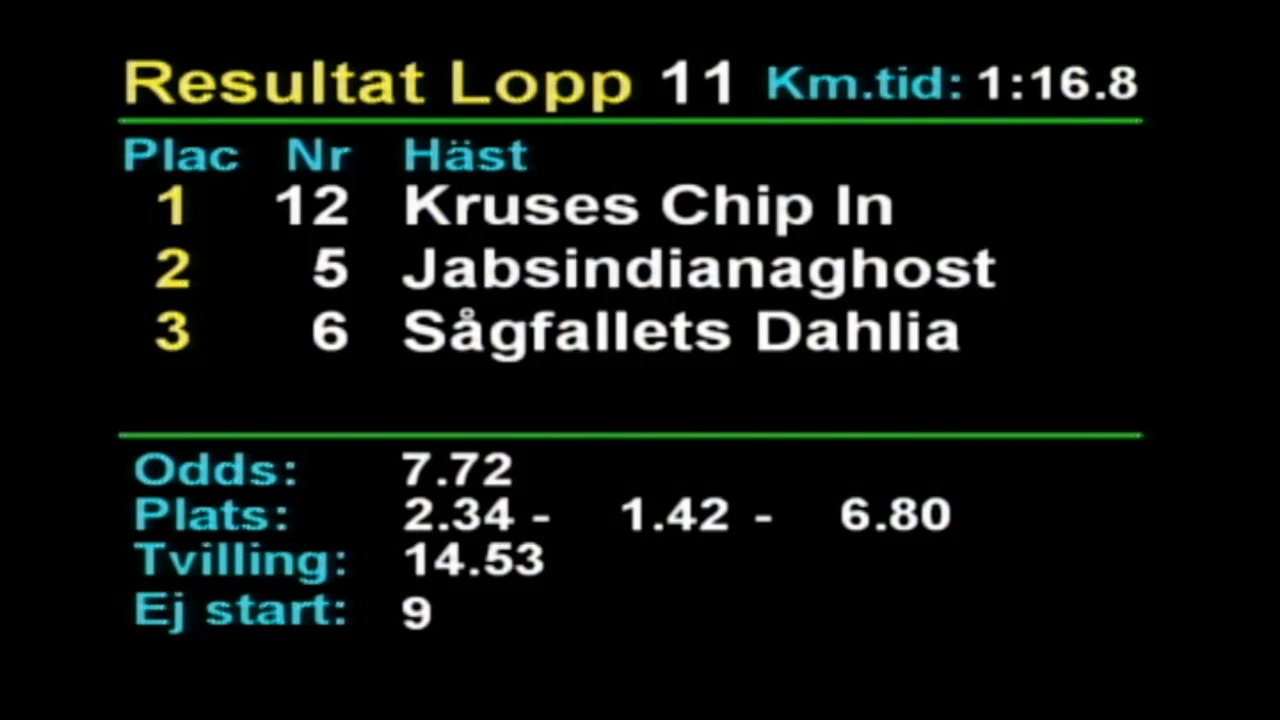 Resultat Lopp 11 Km.tid: 1:16.8
Plac Nr Häst
1 12 Kruses Chip In
2 5 Jabsindianaghost
3 6 Sågfallets Dahlia
Odds: 7.72
Plats: 2.34 - 1.42 - 6.80
Tvilling: 14.53
Ej start: 9